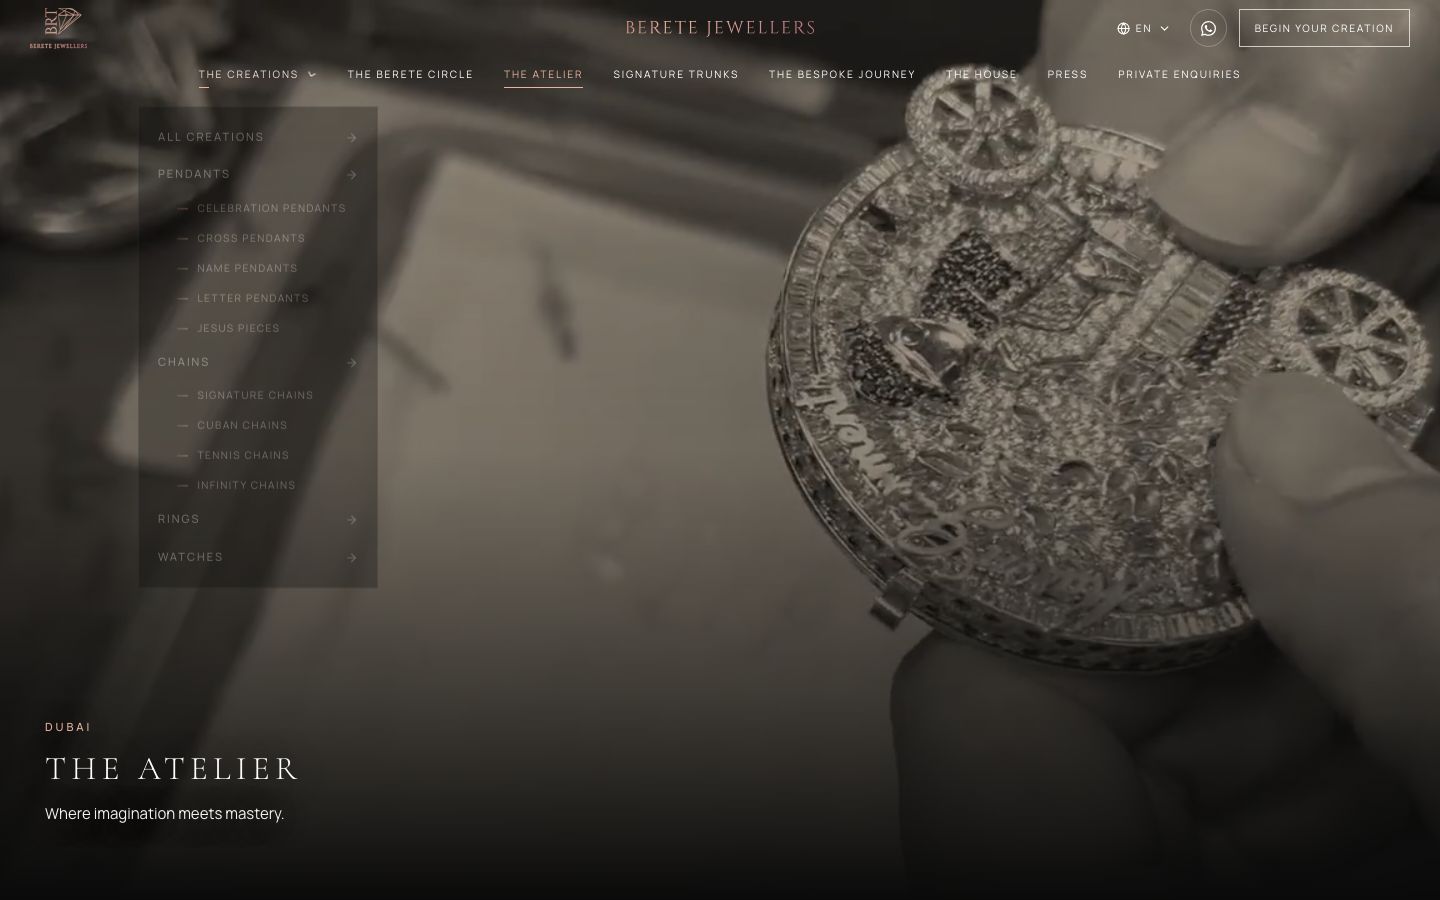 BRT
BERETE JEWELLERS
BERETE JEWELLERS
EN
BEGIN YOUR CREATION
THE CREATIONS
THE BERETE CIRCLE
THE ATELIER
SIGNATURE TRUNKS
THE BESPOKE JOURNEY
THE HOUSE
PRESS
PRIVATE ENQUIRIES
ALL CREATIONS
PENDANTS
CELEBRATION PENDANTS
CROSS PENDANTS
NAME PENDANTS
LETTER PENDANTS
JESUS PIECES
CHAINS
SIGNATURE CHAINS
CUBAN CHAINS
TENNIS CHAINS
INFINITY CHAINS
RINGS
WATCHES
DUBAI
THE ATELIER
Where imagination meets mastery.